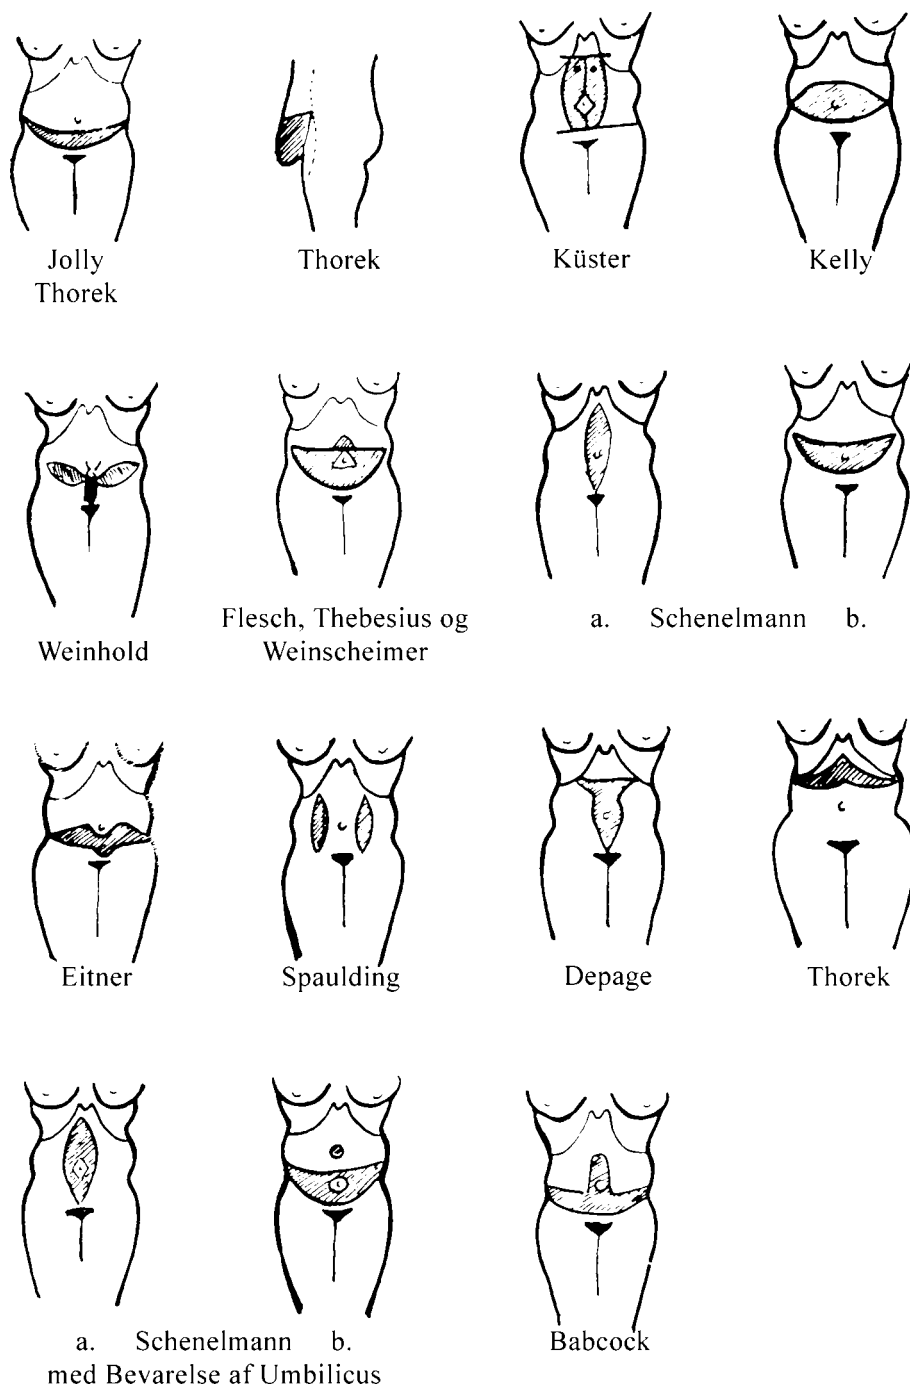 Jolly
Thorek
Thorek
Küster
Kelly
Weinhold
Flesch, Thebesius og
Weinscheimer
a. Schenelmann b.
Eitner
Spaulding
Depage
Thorek
a. Schenelmann b.
med Bevarelse af Umbilicus
Babcock